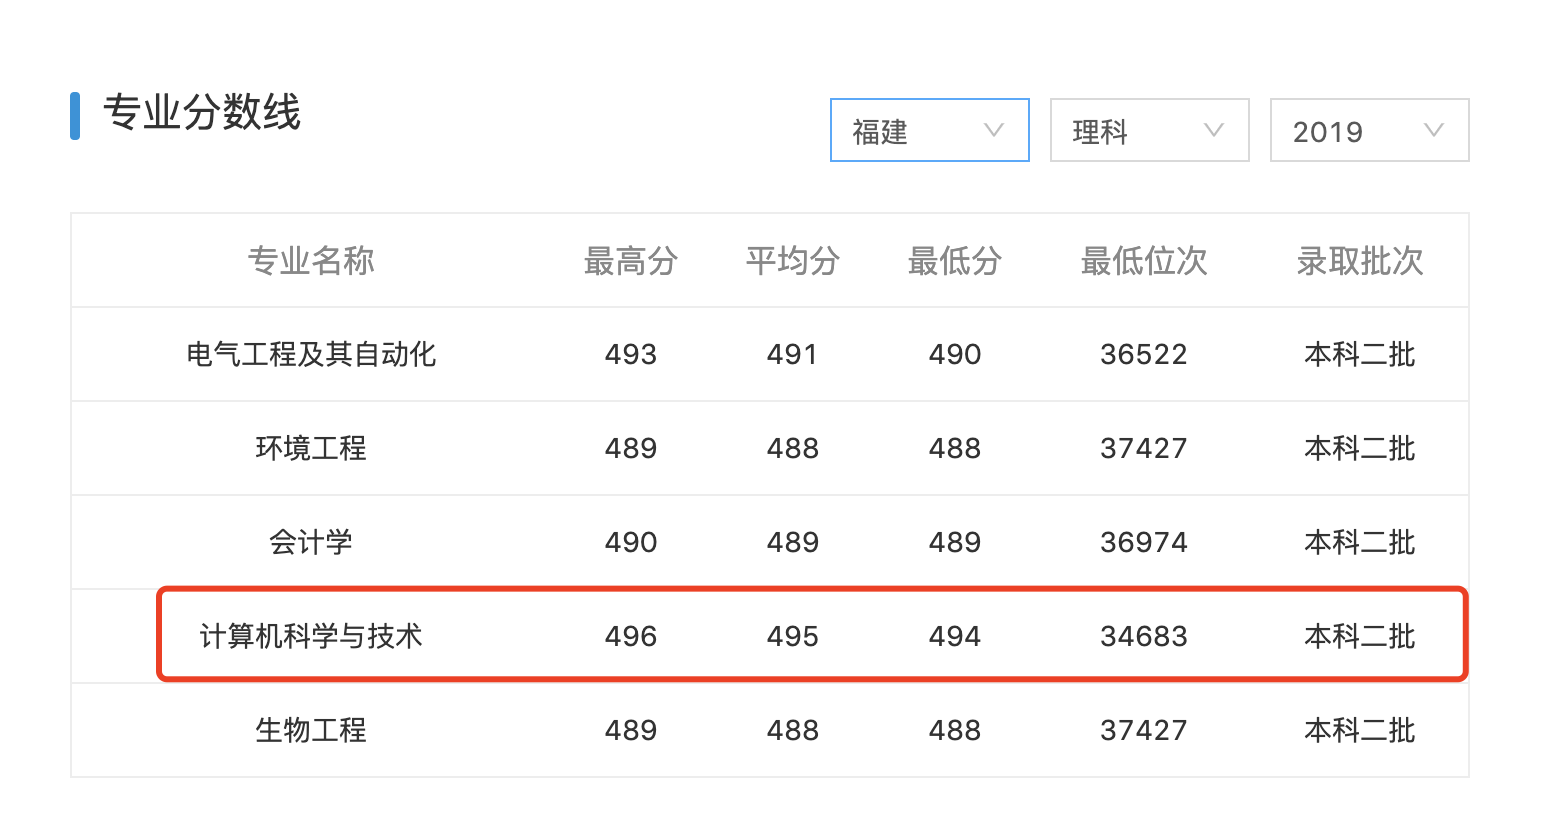 专业分数线
福建 理科 2019
专业名称 最高分 平均分 最低分 最低位次 录取批次
电气工程及其自动化 493 491 490 36522 本科二批
环境工程 489 488 488 37427 本科二批
会计学 490 489 489 36974 本科二批
计算机科学与技术 496 495 494 34683 本科二批
生物工程 489 488 488 37427 本科二批